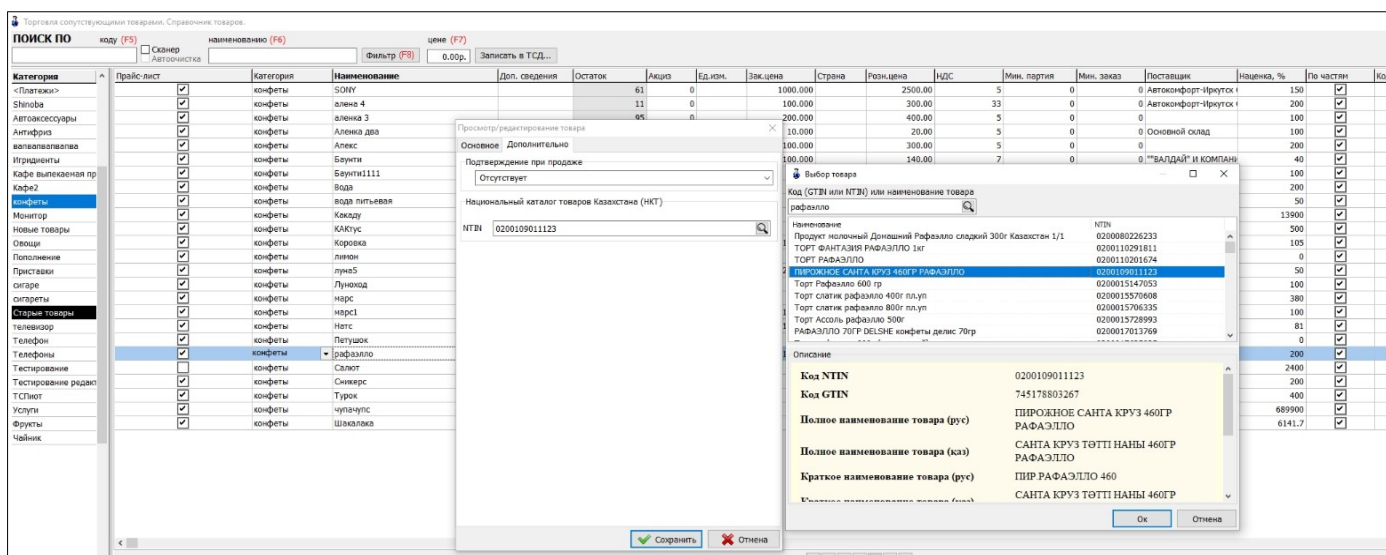 Торговля сопутствующими товарами. Справочник товаров.
ПОИСК ПО коду (F5) наименованию (F6) цене (F7)
Сканер
Автоочистка
Фильтр (F8) 0.00р. Записать в ТСД...
Категория
<Платежи>
Shinoba
Автоаксессуары
Антифриз
вапвапвапвапва
Игридиенты
Кафе выпекаемая пр
Кафе2
конфеты
Монитор
Новые товары
Овощи
Пополнение
Приставки
сигаре
сигареты
Старые товары
телевизор
Телефон
Телефоны
Тестирование
Тестирование редакт
ТСПиот
Услуги
Фрукты
Чайник
Прайс-лист Категория Наименование Доп. сведения Остаток Акциз Ед.изм. Зак.цена Страна Розн.цена НДС Мин. партия Мин. заказ Поставщик Наценка, % По частям Ко
конфеты SONY 61 0 1000.000 2500.00 5 0 0 Автокомфорт-Иркутск 150
конфеты алена 4 11 0 100.000 300.00 33 0 0 Автокомфорт-Иркутск 200
конфеты аленка 3 95 0 200.000 400.00 5 0 0 100
конфеты Аленка два 10.000 20.00 5 0 0 Основной склад 100
конфеты Алекс 100.000 300.00 5 0 0 200
конфеты Баунти 100.000 140.00 7 0 0 ""ВАЛДАЙ" И КОМПАНИ 40
конфеты Баунти1111 100
конфеты Вода 200
конфеты вода питьевая 50
конфеты Какаду 13900
конфеты КАКтус 500
конфеты Коровка 105
конфеты лимон 0
конфеты луна5 50
конфеты Луноход 100
конфеты марс 380
конфеты марс1 100
конфеты Натс 81
конфеты Петушок 0
конфеты рафаэлло 200
конфеты Салют 2400
конфеты Сникерс 200
конфеты Турок 400
конфеты чупачупс 689900
конфеты Шакалака 6141.7
Просмотр/редактирование товара
Основное Дополнительно
Подтверждение при продаже
Отсутствует
Национальный каталог товаров Казахстана (НКТ)
NTIN 0200109011123
Сохранить Отмена
Выбор товара
Код (GTIN или NTIN) или наименование товара
рафаэлло
Наименование NTIN
Продукт молочный Домашний Рафаэлло сладкий 300г Казахстан 1/1 0200080226233
ТОРТ ФАНТАЗИЯ РАФАЭЛЛО 1кг 0200110291811
ТОРТ РАФАЭЛЛО 0200110201674
ПИРОЖНОЕ САНТА КРУЗ 460ГР РАФАЭЛЛО 0200109011123
Торт Рафаэлло 600 гр 0200015147053
Торт слатик рафаэлло 400г пл.уп 0200015570608
Торт слатик рафаэлло 800г пл.уп 0200015706335
Торт Ассоль рафаэлло 500г 0200015728993
РАФАЭЛЛО 70ГР DELSHE конфеты делис 70гр 0200017013769
Описание
Код NTIN 0200109011123
Код GTIN 745178803267
Полное наименование товара (рус) ПИРОЖНОЕ САНТА КРУЗ 460ГР
РАФАЭЛЛО
Полное наименование товара (қаз) САНТА КРУЗ ТӘТТІ НАНЫ 460ГР
РАФАЭЛЛО
Краткое наименование товара (рус) ПИР.РАФАЭЛЛО 460
САНТА КРУЗ ТӘТТІ НАНЫ 460ГР
Ок Отмена